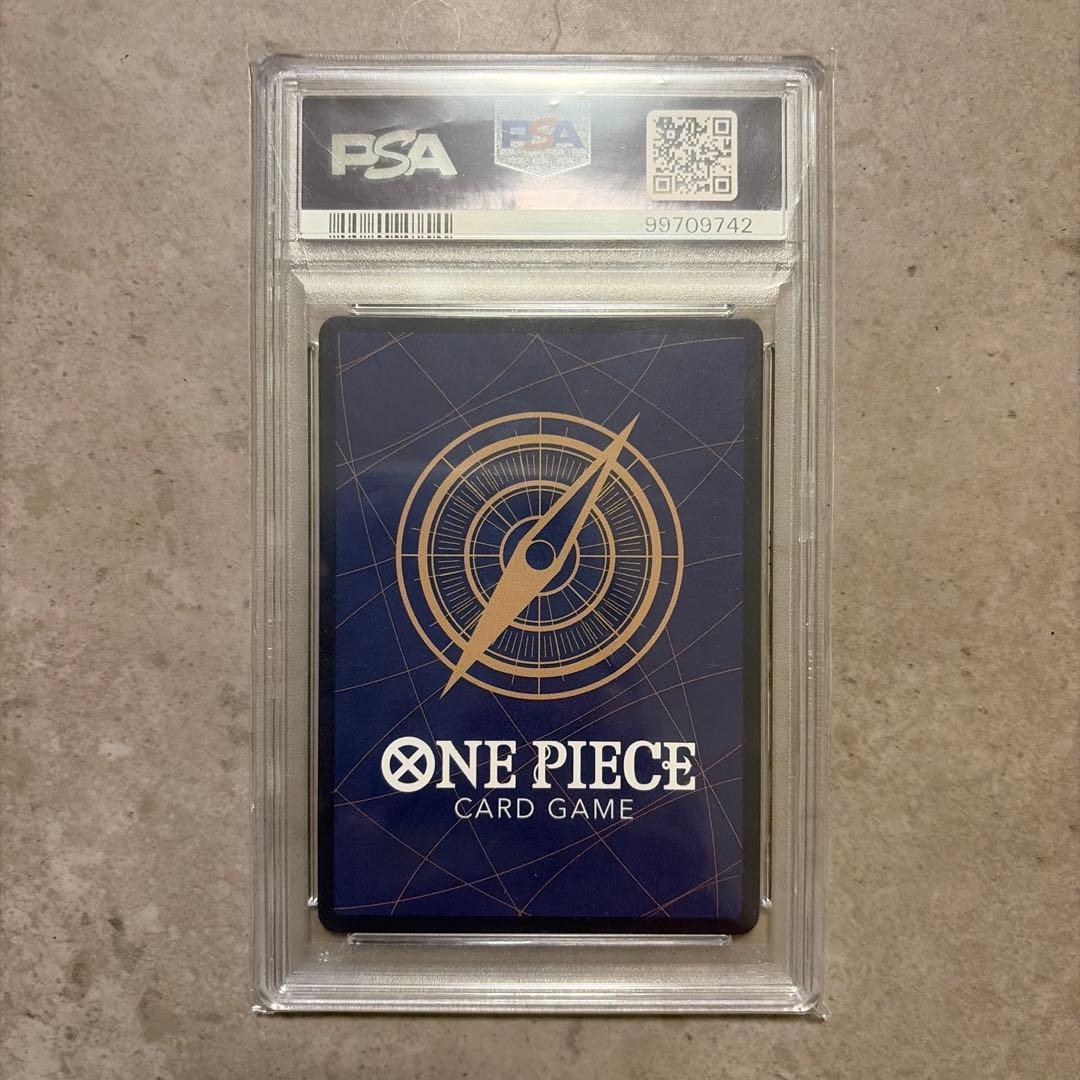 PSA
PSA
99709742
ONE PIECE
CARD GAME